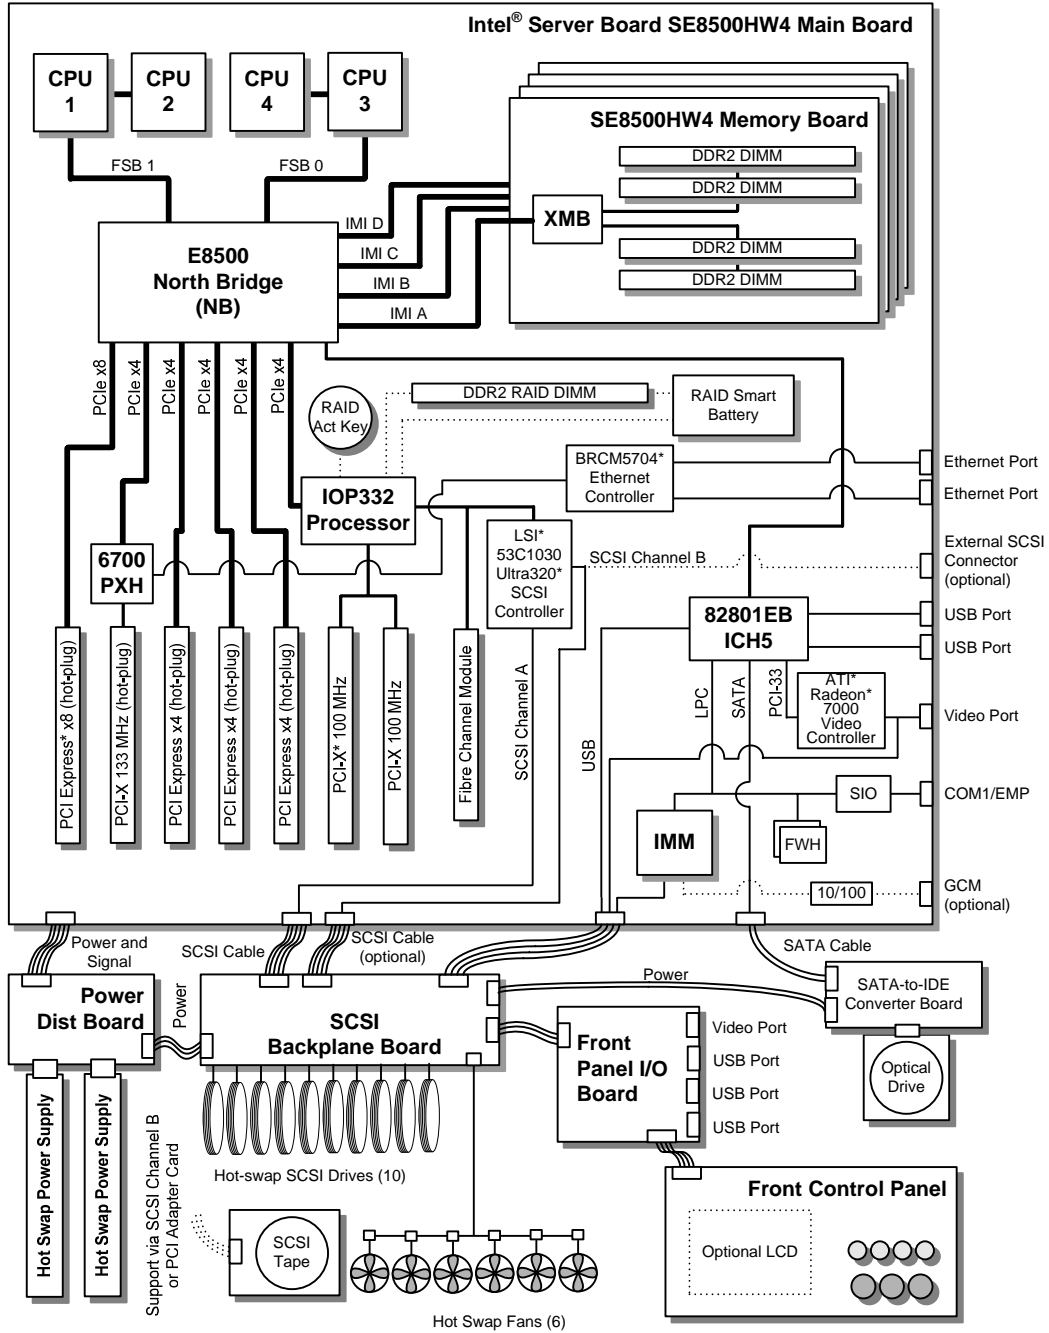 Intel® Server Board SE8500HW4 Main Board
CPU
1
CPU
2
CPU
4
CPU
3
SE8500HW4 Memory Board
DDR2 DIMM
DDR2 DIMM
XMB
DDR2 DIMM
DDR2 DIMM
FSB 1
FSB 0
E8500
North Bridge
(NB)
IMI D
IMI C
IMI B
IMI A
PCIe x8
PCIe x4
PCIe x4
PCIe x4
PCIe x4
PCIe x4
RAID
Act Key
DDR2 RAID DIMM
RAID Smart
Battery
BRCM5704*
Ethernet
Controller
Ethernet Port
Ethernet Port
IOP332
Processor
LSI*
53C1030
Ultra320*
SCSI
Controller
SCSI Channel B
External SCSI
Connector
(optional)
6700
PXH
82801EB
ICH5
USB Port
USB Port
PCI Express* x8 (hot-plug)
PCI-X 133 MHz (hot-plug)
PCI Express x4 (hot-plug)
PCI Express x4 (hot-plug)
PCI Express x4 (hot-plug)
PCI-X* 100 MHz
PCI-X 100 MHz
Fibre Channel Module
SCSI Channel A
USB
LPC
SATA
PCI-33
ATI*
Radeon*
7000
Video
Controller
Video Port
SIO
COM1/EMP
IMM
FWH
10/100
GCM
(optional)
Power and
Signal
SCSI Cable
SCSI Cable
(optional)
SATA Cable
Power
Dist Board
Power
SCSI
Backplane Board
Power
SATA-to-IDE
Converter Board
Front
Panel I/O
Board
Video Port
USB Port
USB Port
USB Port
Optical
Drive
Hot Swap Power Supply
Hot Swap Power Supply
Support via SCSI Channel B
or PCI Adapter Card
Hot-swap SCSI Drives (10)
SCSI
Tape
Hot Swap Fans (6)
Front Control Panel
Optional LCD